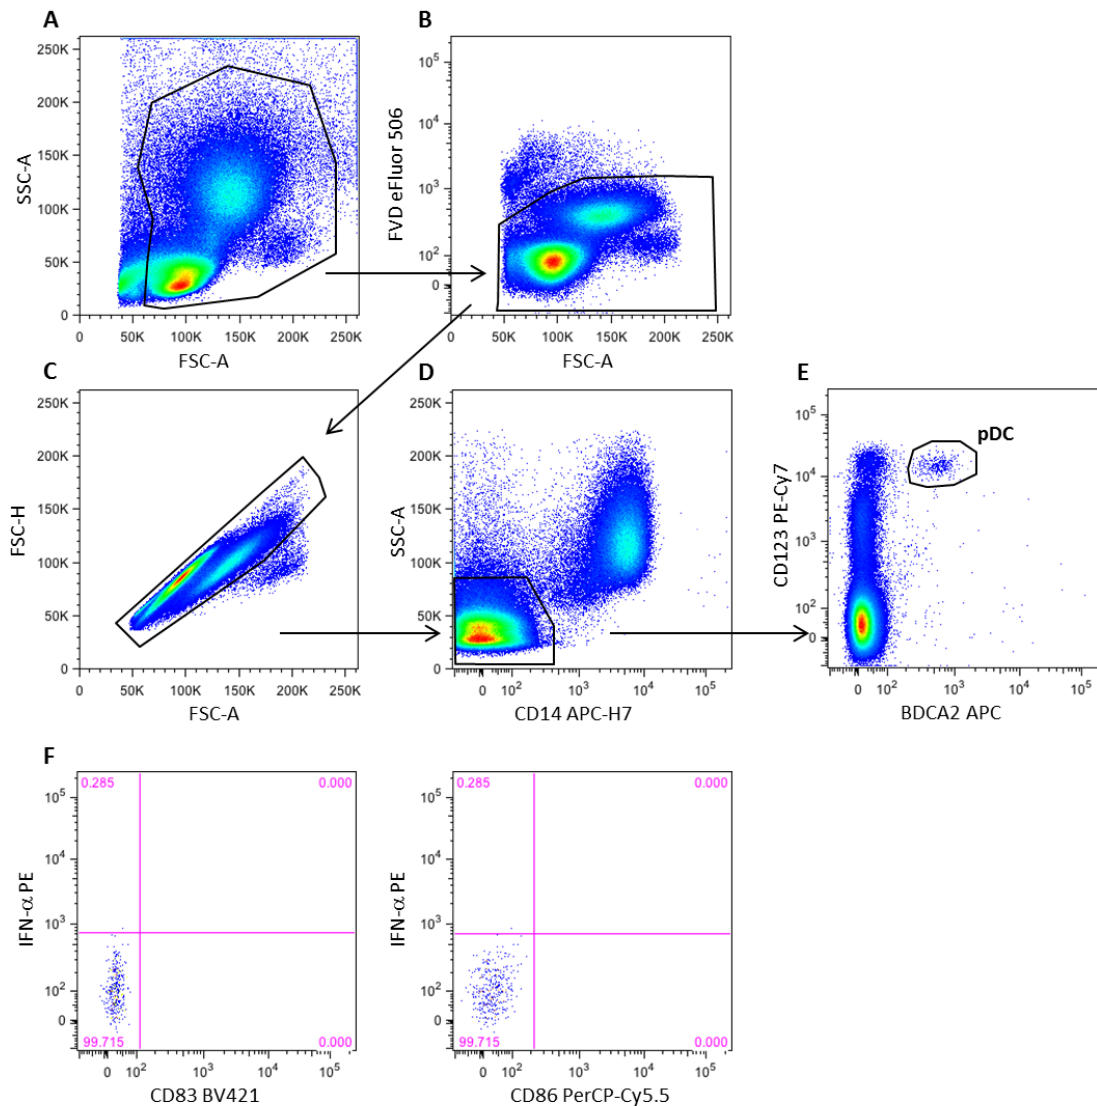 A
250K
200K
150K
100K
50K
0
SSC-A
0 50K 100K 150K 200K 250K
FSC-A
B
10^5
10^4
10^3
10^2
0
FVD eFluor 506
0 50K 100K 150K 200K 250K
FSC-A
C
250K
200K
150K
100K
50K
0
FSC-H
0 50K 100K 150K 200K 250K
FSC-A
D
250K
200K
150K
100K
50K
0
SSC-A
0 10^2 10^3 10^4 10^5
CD14 APC-H7
E
pDC
10^5
10^4
10^3
10^2
0
CD123 PE-Cy7
0 10^2 10^3 10^4 10^5
BDCA2 APC
F
0.285 0.000
10^5
10^4
10^3
10^2
0
IFN-α PE
99.715 0.000
0 10^2 10^3 10^4 10^5
CD83 BV421
0.285 0.000
10^5
10^4
10^3
10^2
0
IFN-α PE
99.715 0.000
0 10^2 10^3 10^4 10^5
CD86 PerCP-Cy5.5